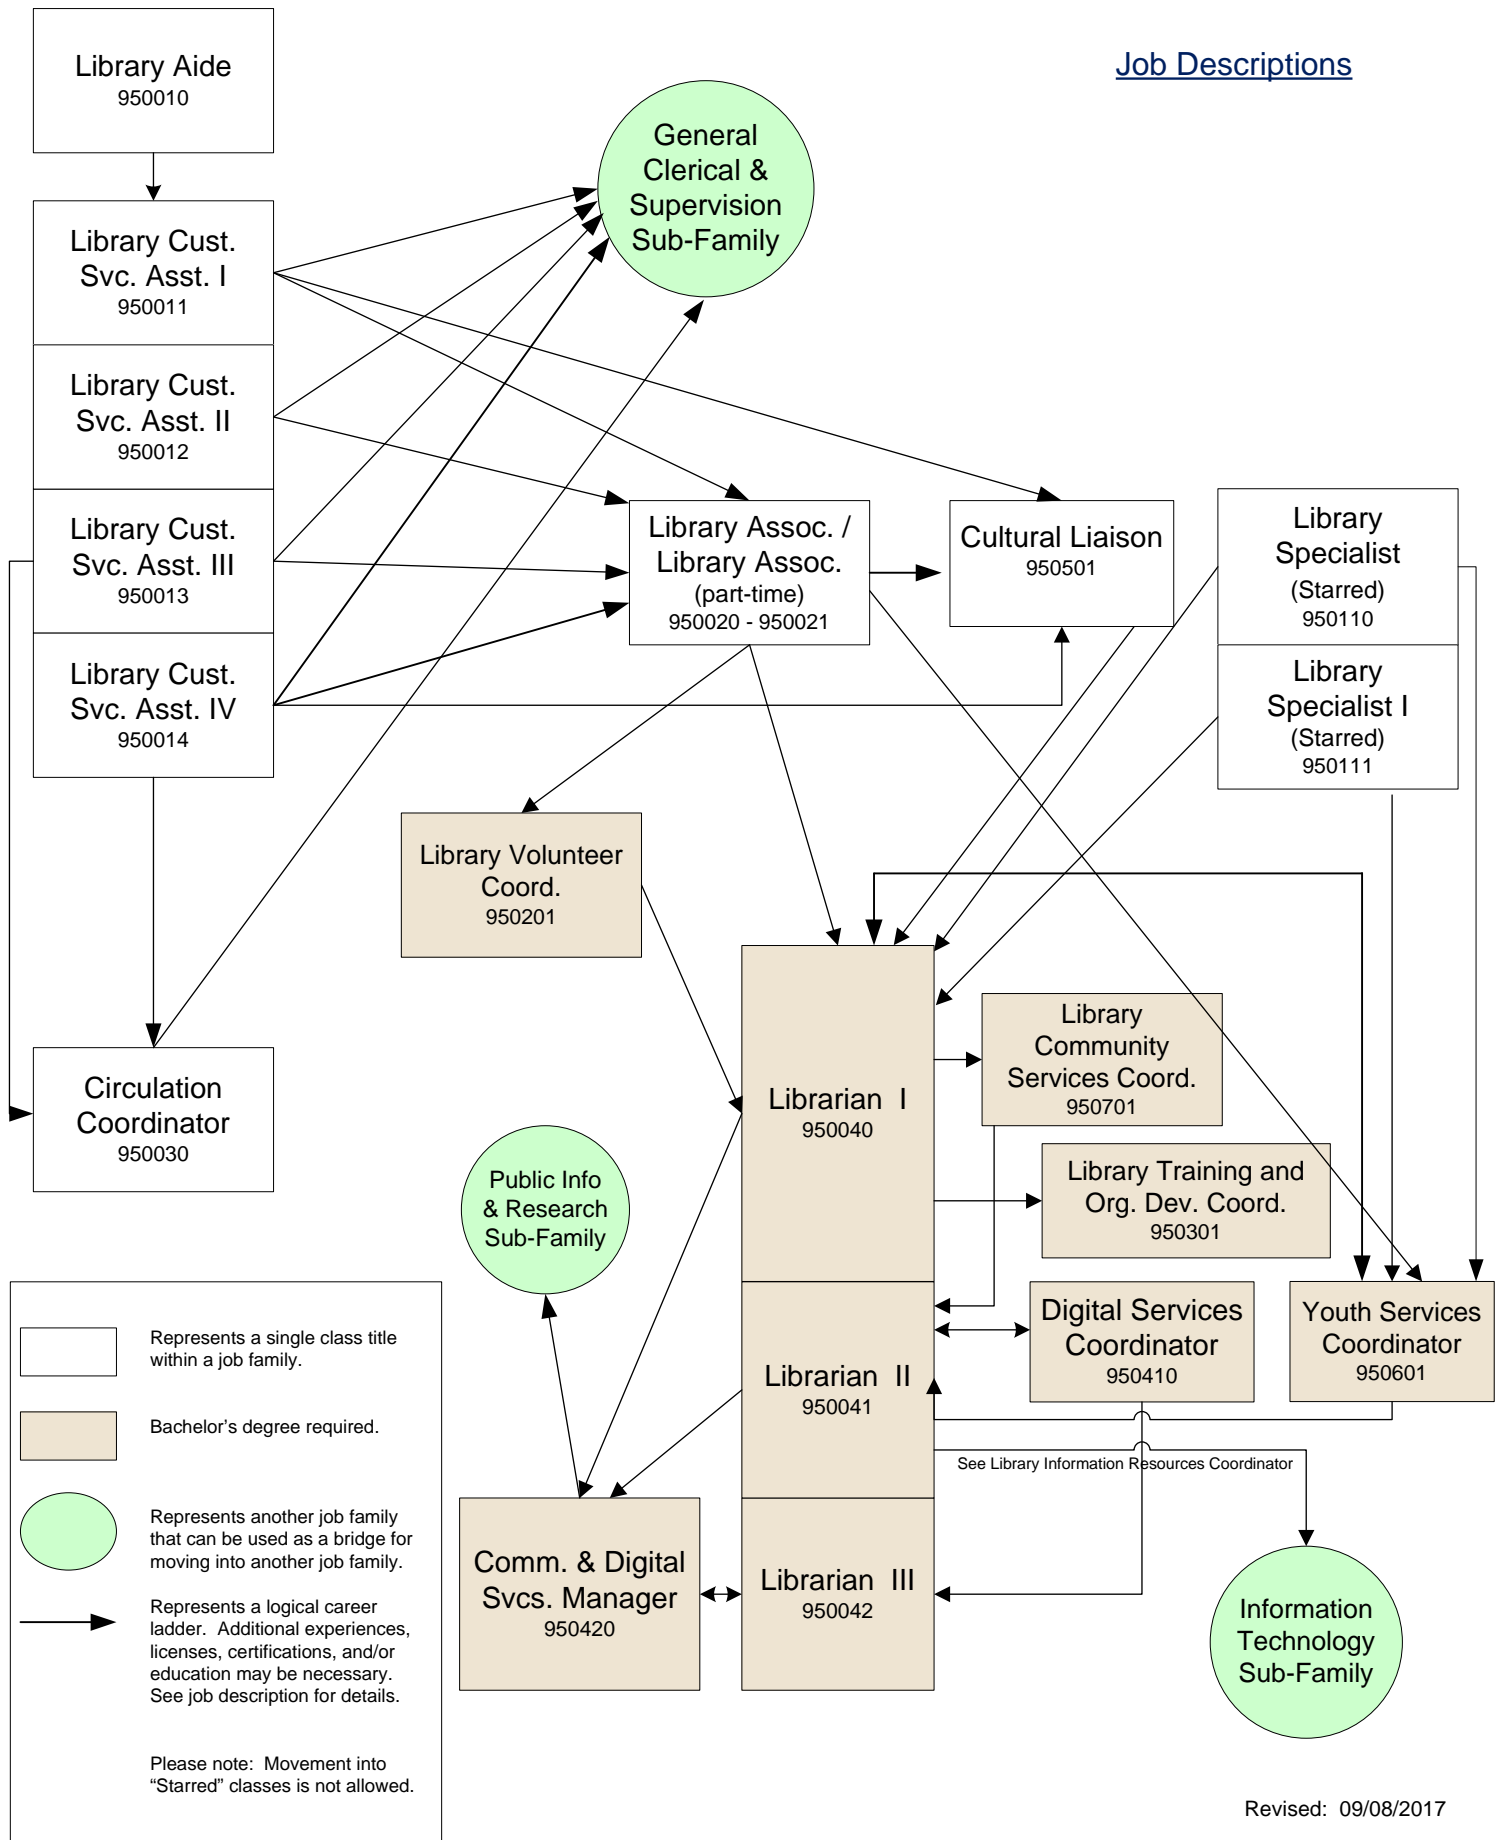 Job Descriptions
Library Aide
950010
General
Clerical &
Supervision
Sub-Family
Library Cust.
Svc. Asst. I
950011
Library Cust.
Svc. Asst. II
950012
Library Cust.
Svc. Asst. III
950013
Library Cust.
Svc. Asst. IV
950014
Library Assoc. /
Library Assoc.
(part-time)
950020 - 950021
Cultural Liaison
950501
Library
Specialist
(Starred)
950110
Library
Specialist I
(Starred)
950111
Library Volunteer
Coord.
950201
Circulation
Coordinator
950030
Librarian I
950040
Library
Community
Services Coord.
950701
Library Training and
Org. Dev. Coord.
950301
Public Info
& Research
Sub-Family
Librarian II
950041
Digital Services
Coordinator
950410
Youth Services
Coordinator
950601
See Library Information Resources Coordinator
Comm. & Digital
Svcs. Manager
950420
Librarian III
950042
Information
Technology
Sub-Family
Represents a single class title
within a job family.
Bachelor's degree required.
Represents another job family
that can be used as a bridge for
moving into another job family.
Represents a logical career
ladder. Additional experiences,
licenses, certifications, and/or
education may be necessary.
See job description for details.
Please note: Movement into
“Starred” classes is not allowed.
Revised: 09/08/2017